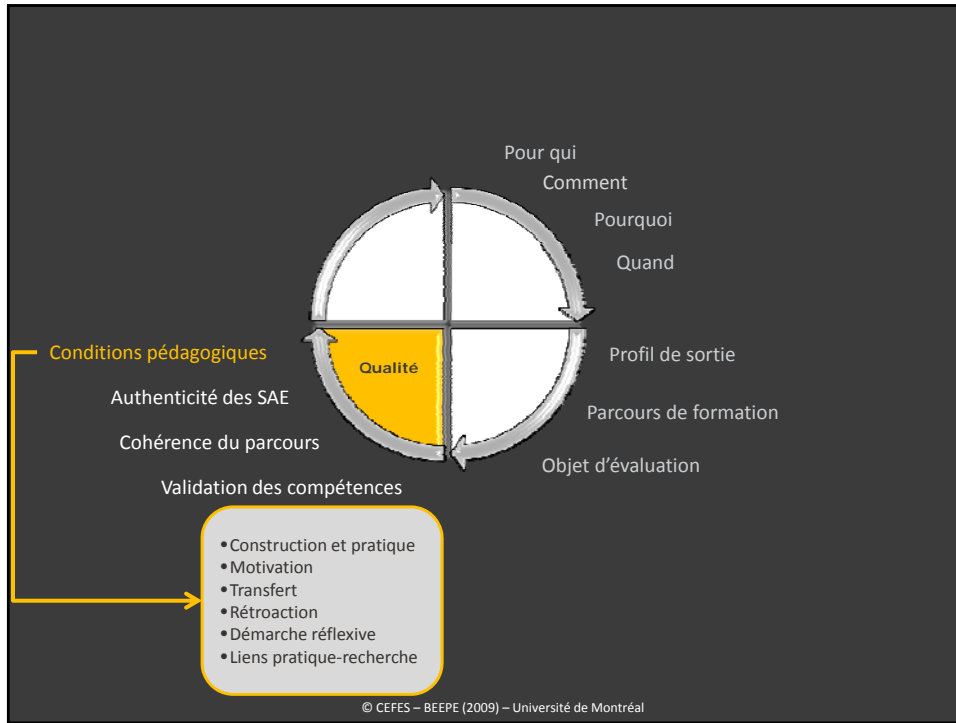 Pour qui
Comment
Pourquoi
Quand
Profil de sortie
Parcours de formation
Objet d'évaluation
Qualité
Conditions pédagogiques
Authenticité des SAE
Cohérence du parcours
Validation des compétences
•Construction et pratique
•Motivation
•Transfert
•Rétroaction
•Démarche réflexive
•Liens pratique-recherche
© CEFES – BEEPE (2009) – Université de Montréal